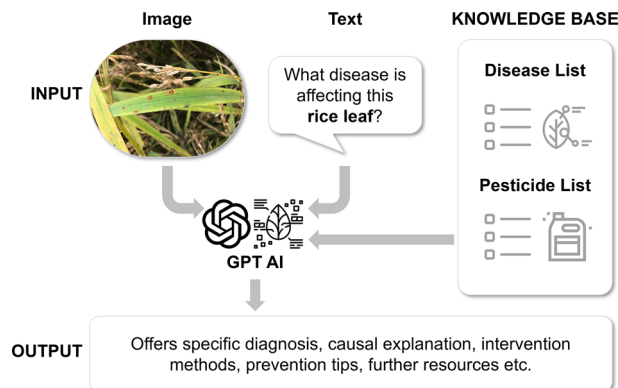 Image
Text
KNOWLEDGE BASE
INPUT
What disease is
affecting this
rice leaf?
Disease List
Pesticide List
GPT AI
OUTPUT
Offers specific diagnosis, causal explanation, intervention
methods, prevention tips, further resources etc.